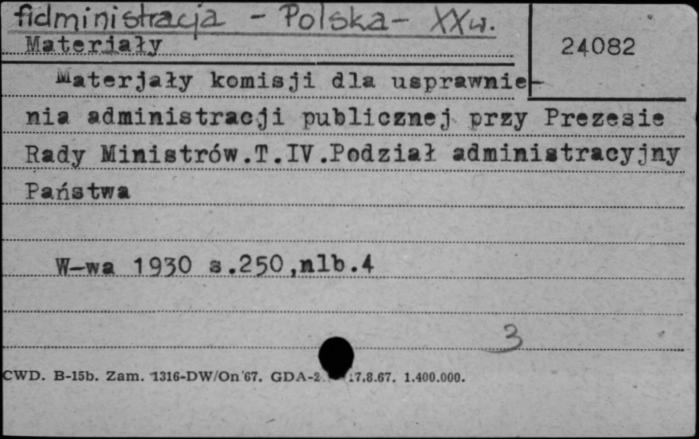 Administracja - Polska - XXw.
Materjały
24082
Materjały komisji dla usprawnie-
nia administracji publicznej przy Prezesie
Rady Ministrów.T.IV.Podział administracyjny
Państwa
W-wa 1930 s.250,nlb.4
3
CWD. B-15b. Zam. 1316-DW/On 67. GDA-2 17.8.67. 1.400.000.